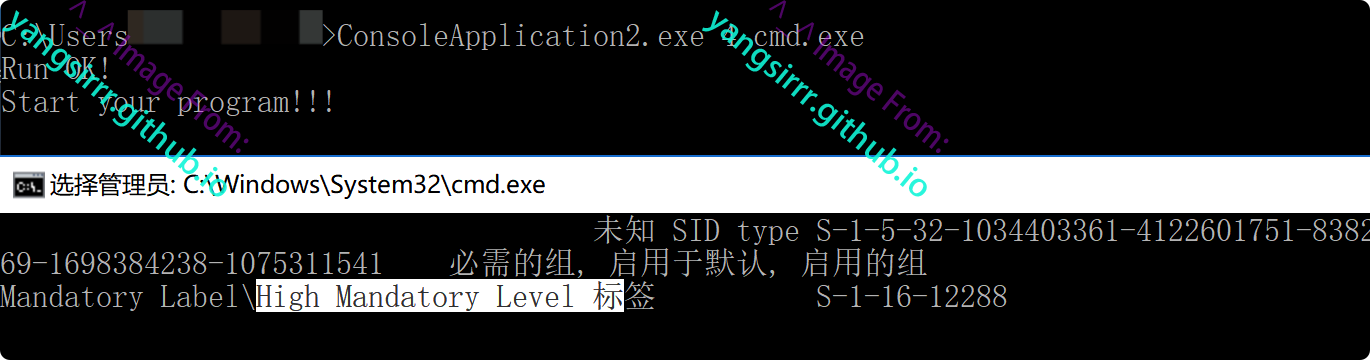 C:\Users >ConsoleApplication2.exe 4 cmd.exe
Run OK!
Start your program!!!
^_^ Image From:
yangsirrr.github.io
^_^ Image From:
yangsirrr.github.io
选择管理员: C:\Windows\System32\cmd.exe
未知 SID type S-1-5-32-1034403361-4122601751-8382
69-1698384238-1075311541 必需的组, 启用于默认, 启用的组
Mandatory Label\High Mandatory Level 标签 S-1-16-12288